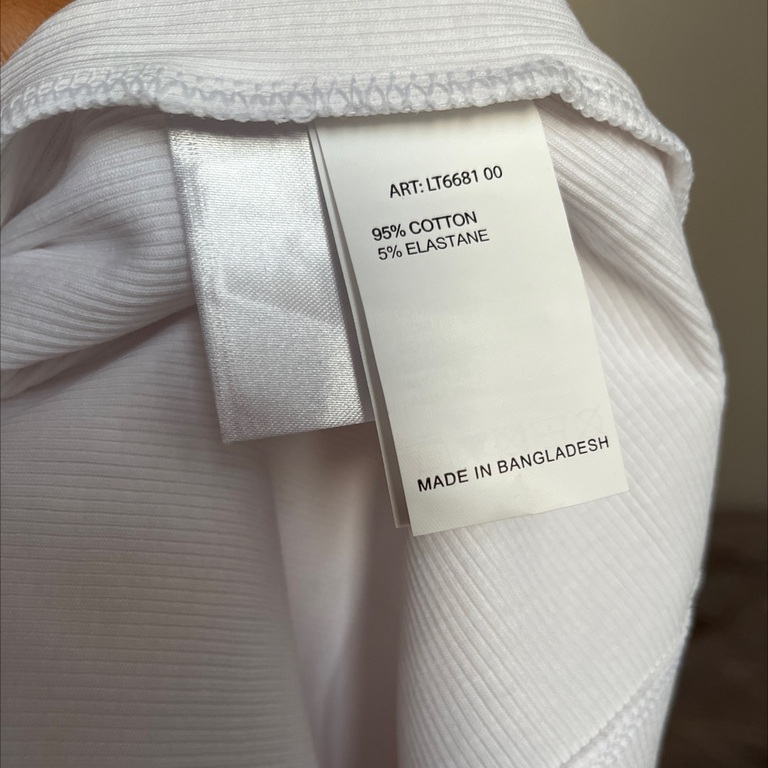 ART: LT6681 00
95% COTTON
5% ELASTANE
MADE IN BANGLADESH